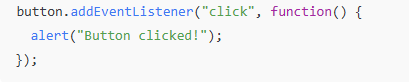 button.addEventListener("click", function() {
  alert("Button clicked!");
});